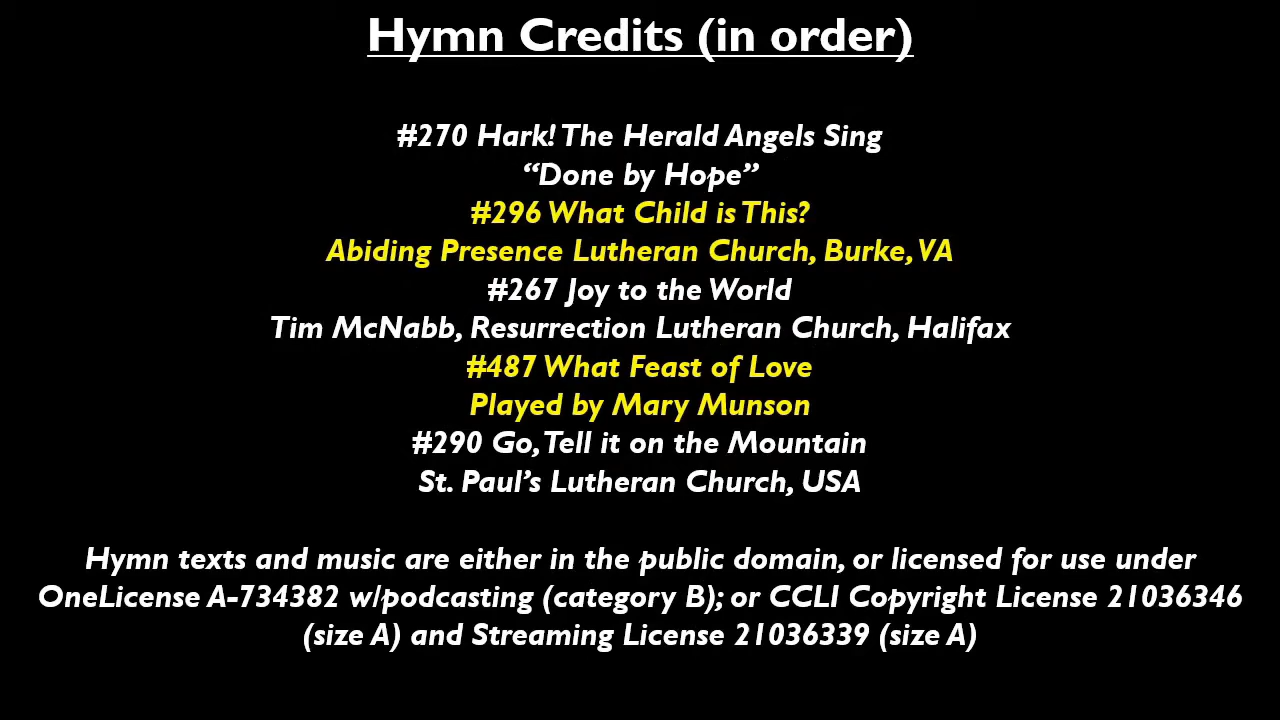 Hymn Credits (in order)
#270 Hark! The Herald Angels Sing
“Done by Hope”
#296 What Child is This?
Abiding Presence Lutheran Church, Burke, VA
#267 Joy to the World
Tim McNabb, Resurrection Lutheran Church, Halifax
#487 What Feast of Love
Played by Mary Munson
#290 Go, Tell it on the Mountain
St. Paul’s Lutheran Church, USA
Hymn texts and music are either in the public domain, or licensed for use under
OneLicense A-734382 w/podcasting (category B); or CCLI Copyright License 21036346
(size A) and Streaming License 21036339 (size A)